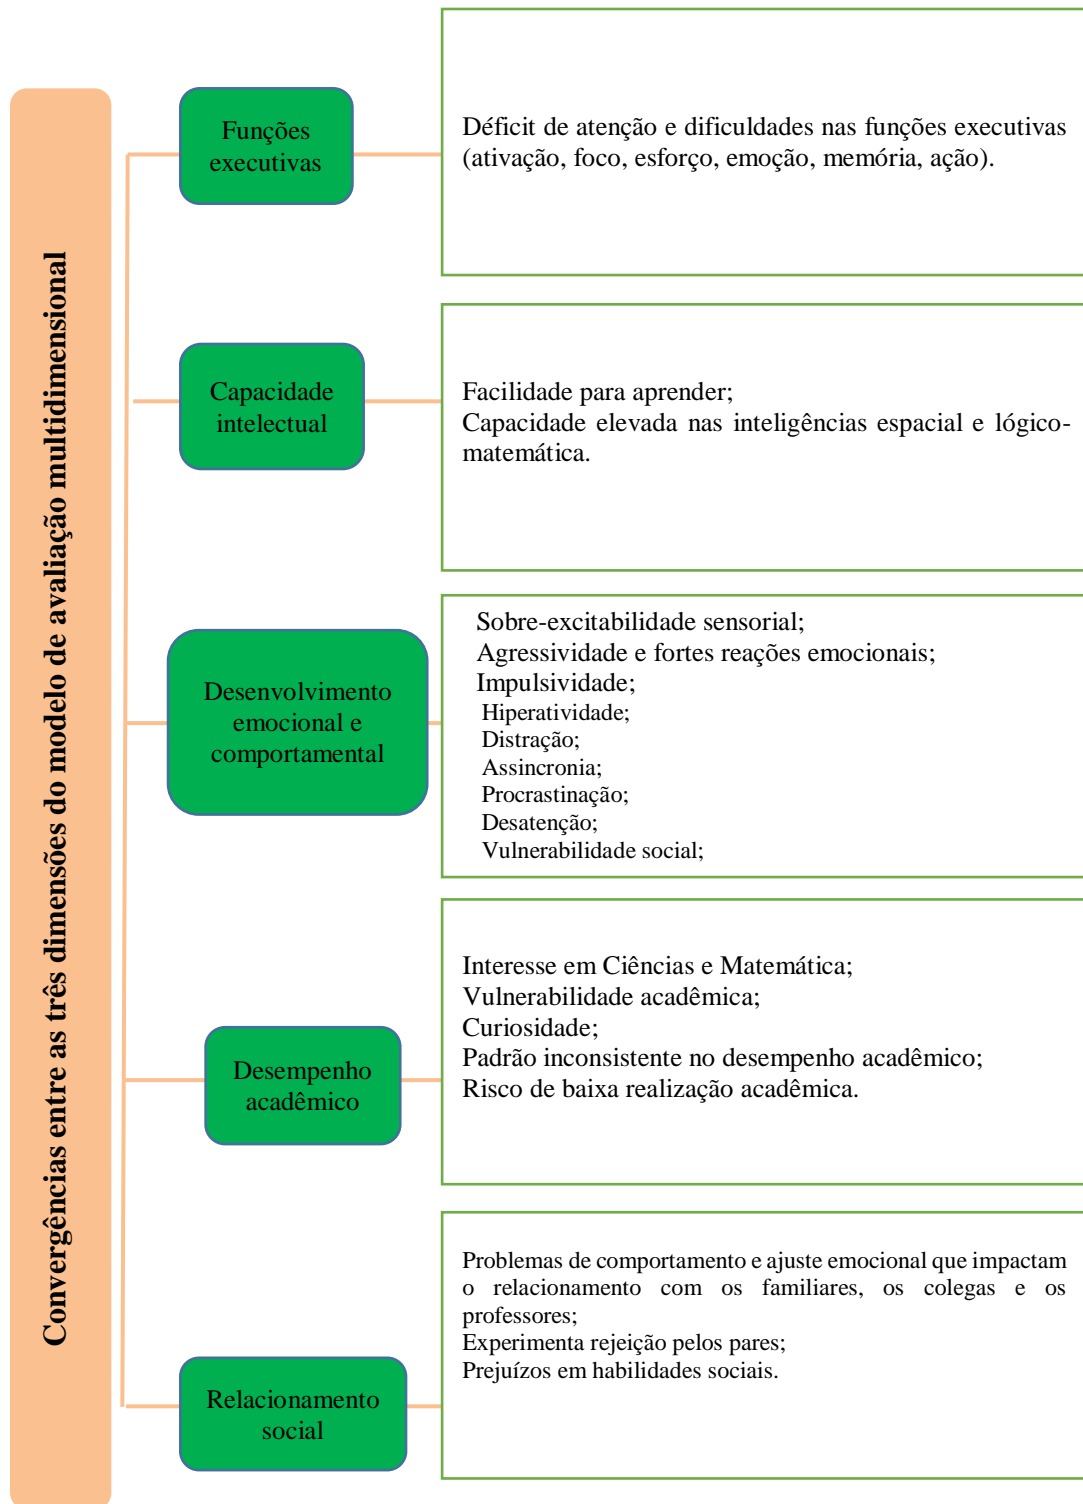 Convergências entre as três dimensões do modelo de avaliação multidimensional
Funções
executivas
Déficit de atenção e dificuldades nas funções executivas
(ativação, foco, esforço, emoção, memória, ação).
Capacidade
intelectual
Facilidade para aprender;
Capacidade elevada nas inteligências espacial e lógico-
matemática.
Desenvolvimento
emocional e
comportamental
Sobre-excitabilidade sensorial;
Agressividade e fortes reações emocionais;
Impulsividade;
Hiperatividade;
Distração;
Assincronia;
Procrastinação;
Desatenção;
Vulnerabilidade social;
Desempenho
acadêmico
Interesse em Ciências e Matemática;
Vulnerabilidade acadêmica;
Curiosidade;
Padrão inconsistente no desempenho acadêmico;
Risco de baixa realização acadêmica.
Relacionamento
social
Problemas de comportamento e ajuste emocional que impactam
o relacionamento com os familiares, os colegas e os
professores;
Experimenta rejeição pelos pares;
Prejuízos em habilidades sociais.